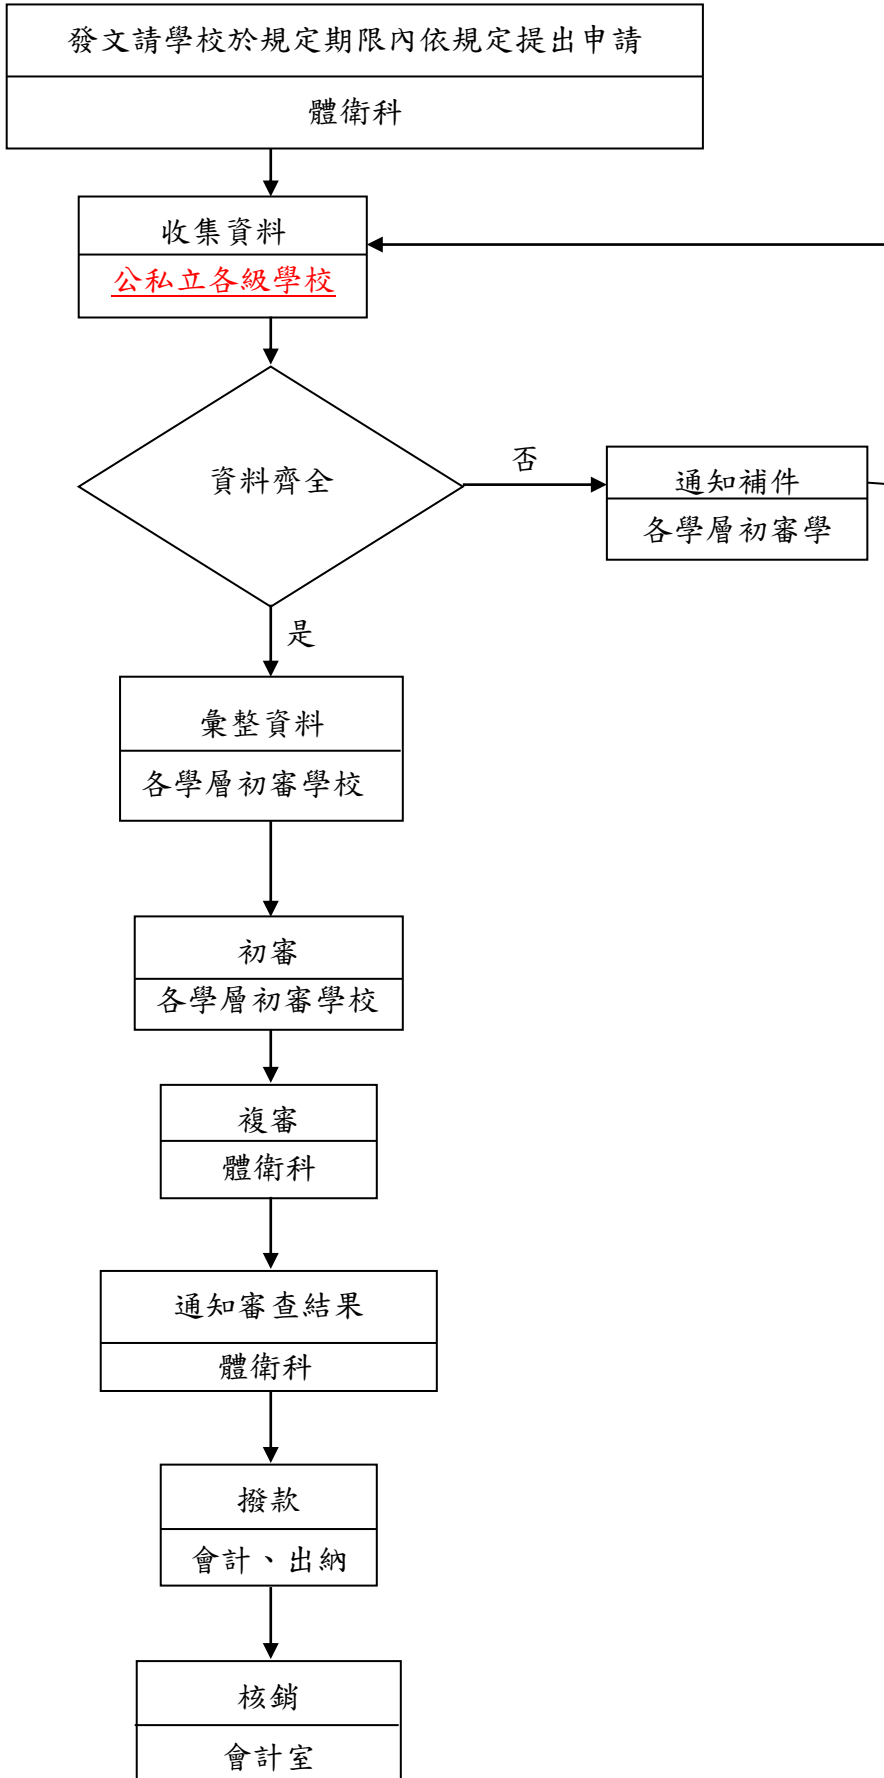 發文請學校於規定期限內依規定提出申請
體衛科
收集資料
公私立各級學校
資料齊全
否
通知補件
各學層初審學
是
彙整資料
各學層初審學校
初審
各學層初審學校
複審
體衛科
通知審查結果
體衛科
撥款
會計、出納
核銷
會計室